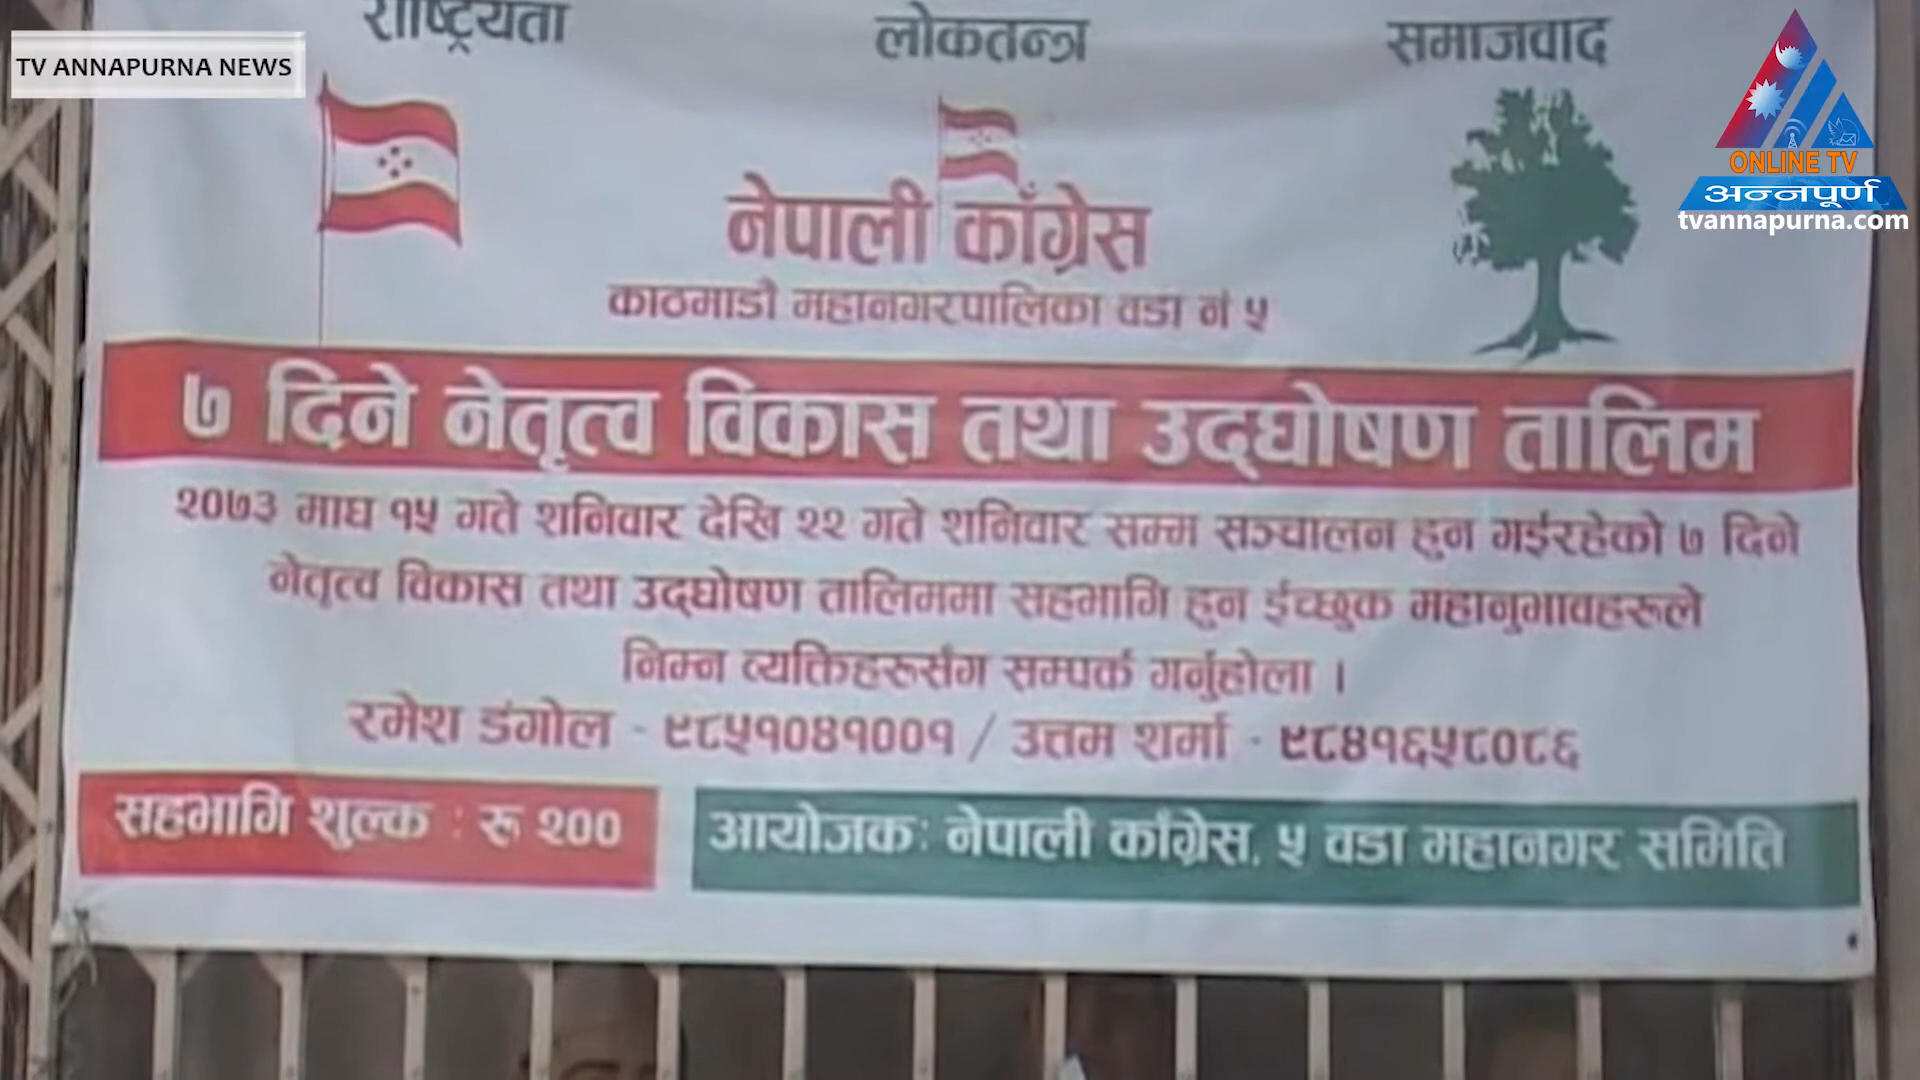 राष्ट्रियता लोकतन्त्र समाजवाद
TV ANNAPURNA NEWS
ONLINE TV
अन्नपूर्ण
tvannapurna.com
नेपाली काँग्रेस
काठमाडौं महानगरपालिका वडा नं ५
७ दिने नेतृत्व विकास तथा उद्घोषण तालिम
२०७३ माघ १५ गते शनिवार देखि २२ गते शनिवार सम्म सञ्चालन हुन गईरहेको ७ दिने
नेतृत्व विकास तथा उद्घोषण तालिममा सहभागि हुन ईच्छुक महानुभावहरूले
निम्न व्यक्तिहरूसंग सम्पर्क गर्नुहोला ।
रमेश डंगोल - ९८५१०४१००१ / उत्तम शर्मा - ९८४१६५८०८६
सहभागि शुल्क : रू २००
आयोजक: नेपाली काँग्रेस, ५ वडा महानगर समिति